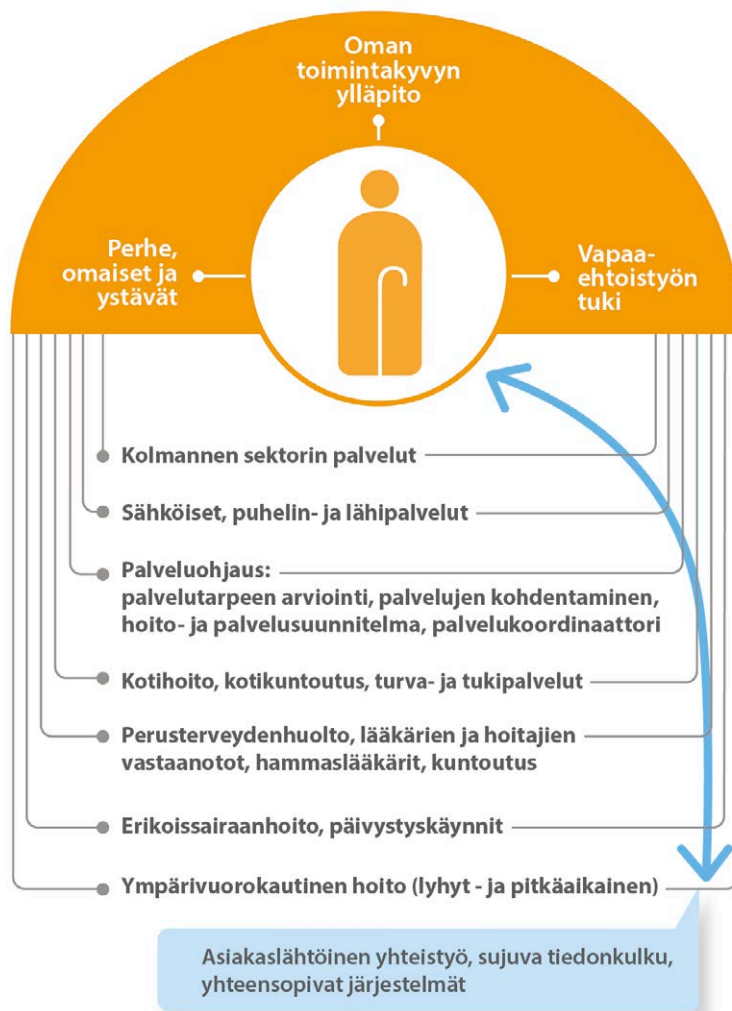 Oman
toimintakyvyn
ylläpito
Perhe,
omaiset ja
ystävät
Vapaa-
ehtoistyön
tuki
Kolmannen sektorin palvelut
Sähköiset, puhelin- ja lähipalvelut
Palveluohjaus:
palvelutarpeen arviointi, palvelujen kohdentaminen,
hoito- ja palvelusuunnitelma, palvelukoordinaattori
Kotihoito, kotikuntoutus, turva- ja tukipalvelut
Perusterveydenhuolto, lääkärien ja hoitajien
vastaanotot, hammaslääkärit, kuntoutus
Erikoissairaanhoito, päivystyskäynnit
Ympärivuorokautinen hoito (lyhyt - ja pitkäaikainen)
Asiakaslähtöinen yhteistyö, sujuva tiedonkulku,
yhteensopivat järjestelmät